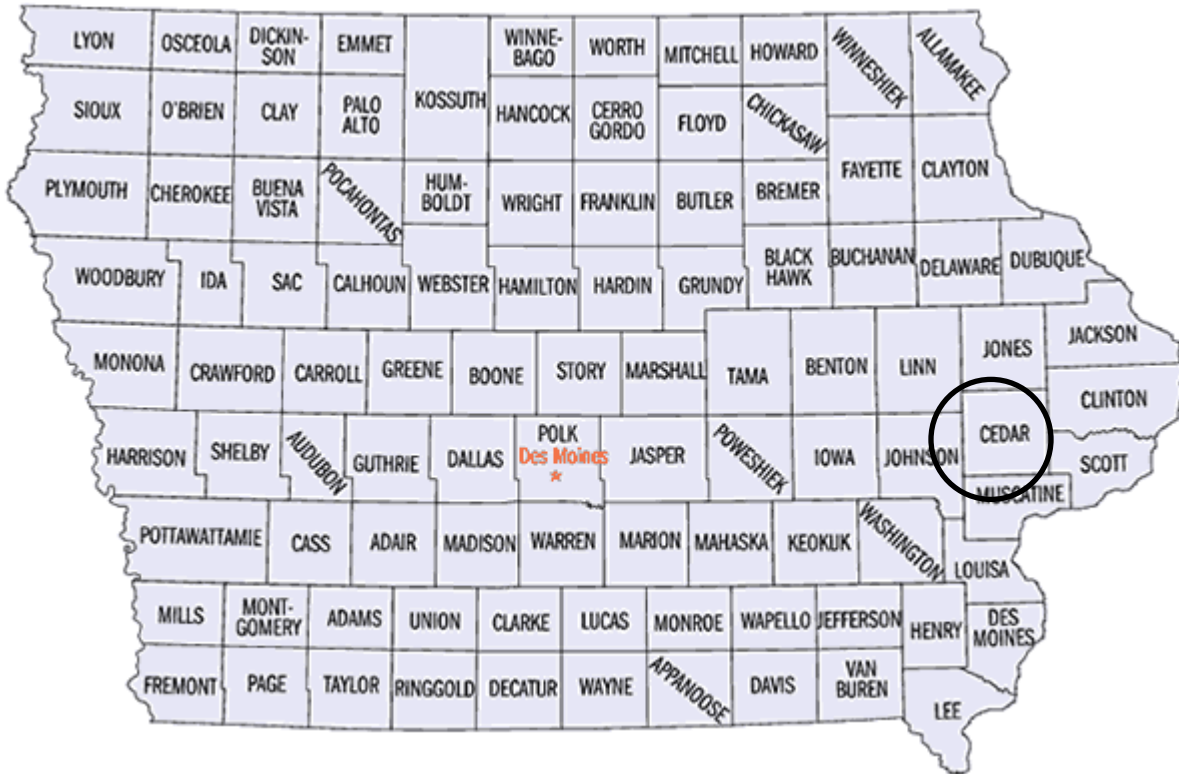 LYON
OSCEOLA
DICKIN-
SON
EMMET
WINNE-
BAGO
WORTH
MITCHELL
HOWARD
WINNESHIEK
ALLAMAKEE
SIOUX
O'BRIEN
CLAY
PALO
ALTO
KOSSUTH
HANCOCK
CERRO
GORDO
FLOYD
CHICKASAW
FAYETTE
CLAYTON
PLYMOUTH
CHEROKEE
BUENA
VISTA
POCAHONTAS
HUM-
BOLDT
WRIGHT
FRANKLIN
BUTLER
BREMER
WOODBURY
IDA
SAC
CALHOUN
WEBSTER
HAMILTON
HARDIN
GRUNDY
BLACK
HAWK
BUCHANAN
DELAWARE
DUBUQUE
MONONA
CRAWFORD
CARROLL
GREENE
BOONE
STORY
MARSHALL
TAMA
BENTON
LINN
JONES
JACKSON
CLINTON
HARRISON
SHELBY
AUDUBON
GUTHRIE
DALLAS
POLK
Des Moines
JASPER
POWESHIEK
IOWA
JOHNSON
CEDAR
SCOTT
MUSCATINE
POTTAWATTAMIE
CASS
ADAIR
MADISON
WARREN
MARION
MAHASKA
KEOKUK
WASHINGTON
LOUISA
MILLS
MONT-
GOMERY
ADAMS
UNION
CLARKE
LUCAS
MONROE
WAPELLO
JEFFERSON
HENRY
DES
MOINES
FREMONT
PAGE
TAYLOR
RINGGOLD
DECATUR
WAYNE
APPANOOSE
DAVIS
VAN
BUREN
LEE